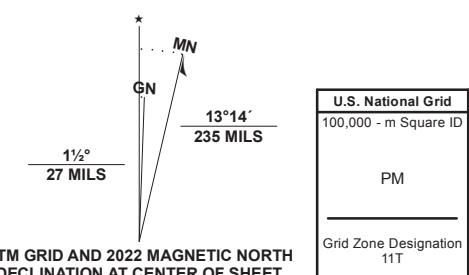 ★
MN
GN
13°14´
235 MILS
1½°
27 MILS
TM GRID AND 2022 MAGNETIC NORTH
DECLINATION AT CENTER OF SHEET
U.S. National Grid
100,000 - m Square ID
PM
Grid Zone Designation
11T